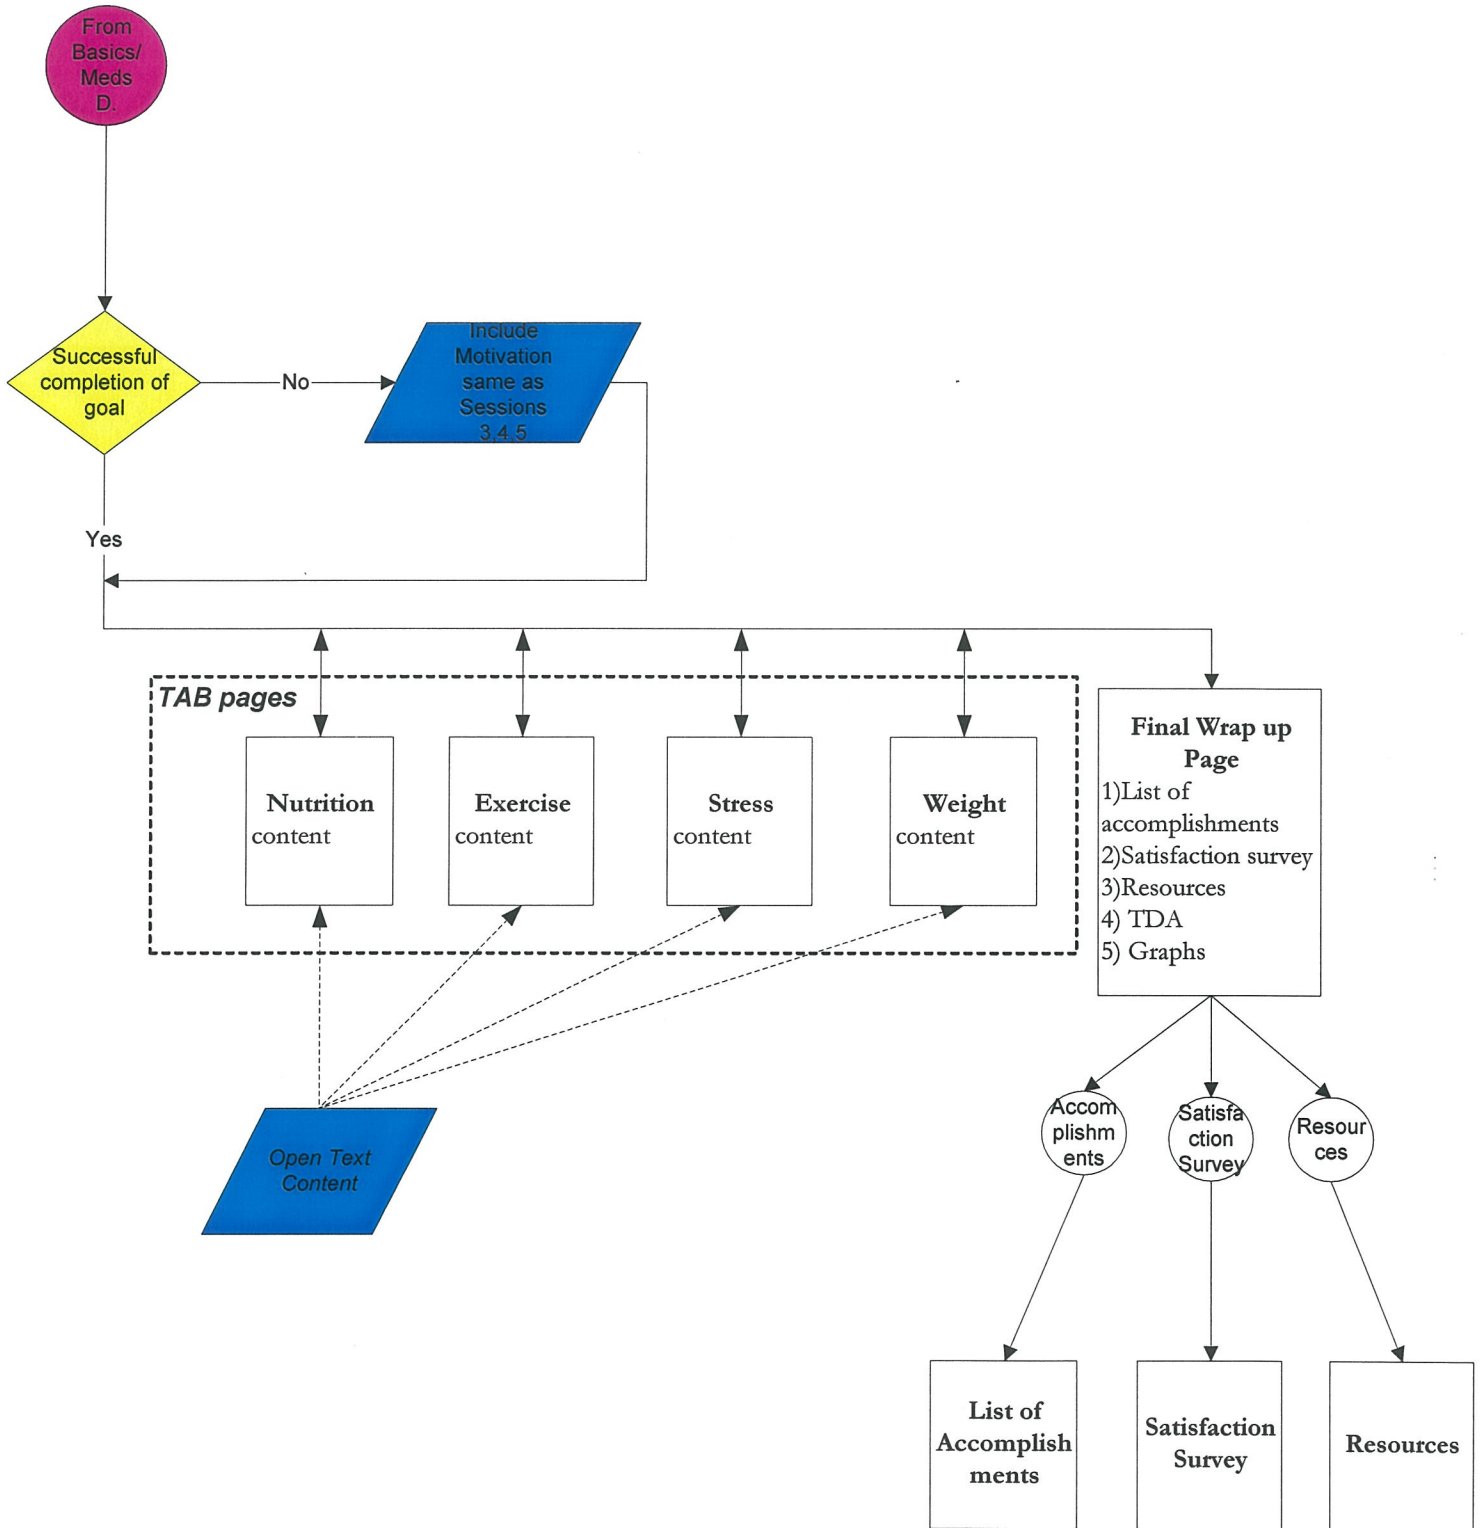 From
Basics/
Meds
D.
Successful
completion of
goal
No
Include
Motivation
same as
Sessions
3,4,5
Yes
TAB pages
Nutrition
content
Exercise
content
Stress
content
Weight
content
Final Wrap up
Page
1)List of
accomplishments
2)Satisfaction survey
3)Resources
4) TDA
5) Graphs
Open Text
Content
Accom
plishm
ents
Satisfa
ction
Survey
Resour
ces
List of
Accomplish
ments
Satisfaction
Survey
Resources